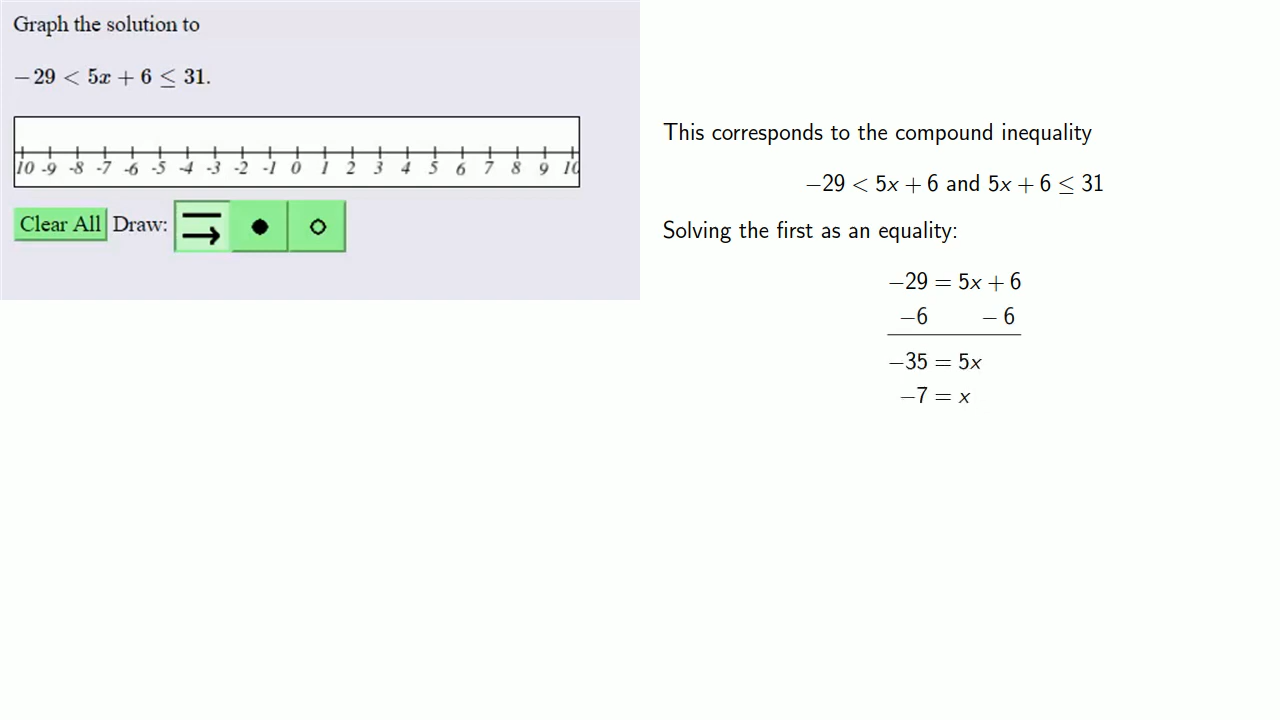 Graph the solution to
−29 < 5x + 6 ≤ 31.
10 -9 -8 -7 -6 -5 -4 -3 -2 -1 0 1 2 3 4 5 6 7 8 9 10
Clear All Draw:
This corresponds to the compound inequality
−29 < 5x + 6 and 5x + 6 ≤ 31
Solving the first as an equality:
−29 = 5x + 6
−6 − 6
−35 = 5x
−7 = x